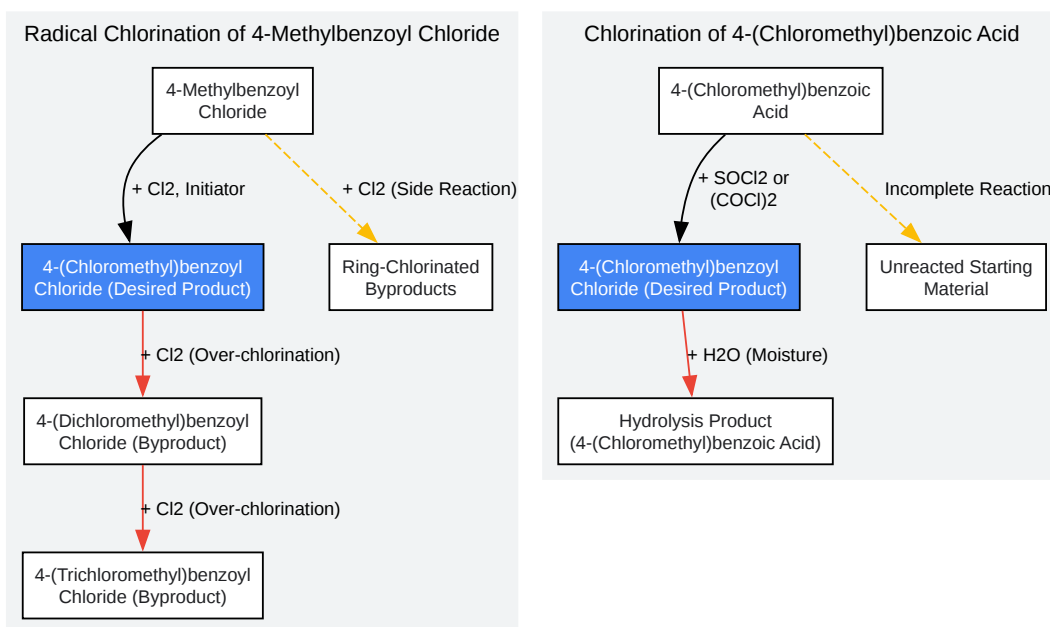 Radical Chlorination of 4-Methylbenzoyl Chloride
4-Methylbenzoyl
Chloride
+ Cl2, Initiator
+ Cl2 (Side Reaction)
4-(Chloromethyl)benzoyl
Chloride (Desired Product)
Ring-Chlorinated
Byproducts
+ Cl2 (Over-chlorination)
4-(Dichloromethyl)benzoyl
Chloride (Byproduct)
+ Cl2 (Over-chlorination)
4-(Trichloromethyl)benzoyl
Chloride (Byproduct)
Chlorination of 4-(Chloromethyl)benzoic Acid
4-(Chloromethyl)benzoic
Acid
+ SOCl2 or
(COCl)2
Incomplete Reaction
4-(Chloromethyl)benzoyl
Chloride (Desired Product)
Unreacted Starting
Material
+ H2O (Moisture)
Hydrolysis Product
(4-(Chloromethyl)benzoic Acid)